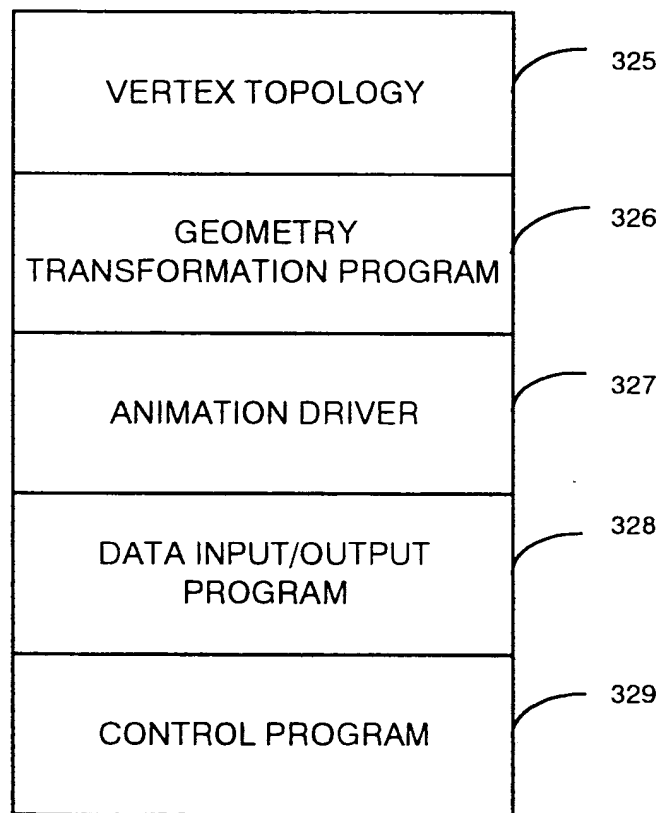 VERTEX TOPOLOGY
325
GEOMETRY
TRANSFORMATION PROGRAM
326
ANIMATION DRIVER
327
DATA INPUT/OUTPUT
PROGRAM
328
CONTROL PROGRAM
329